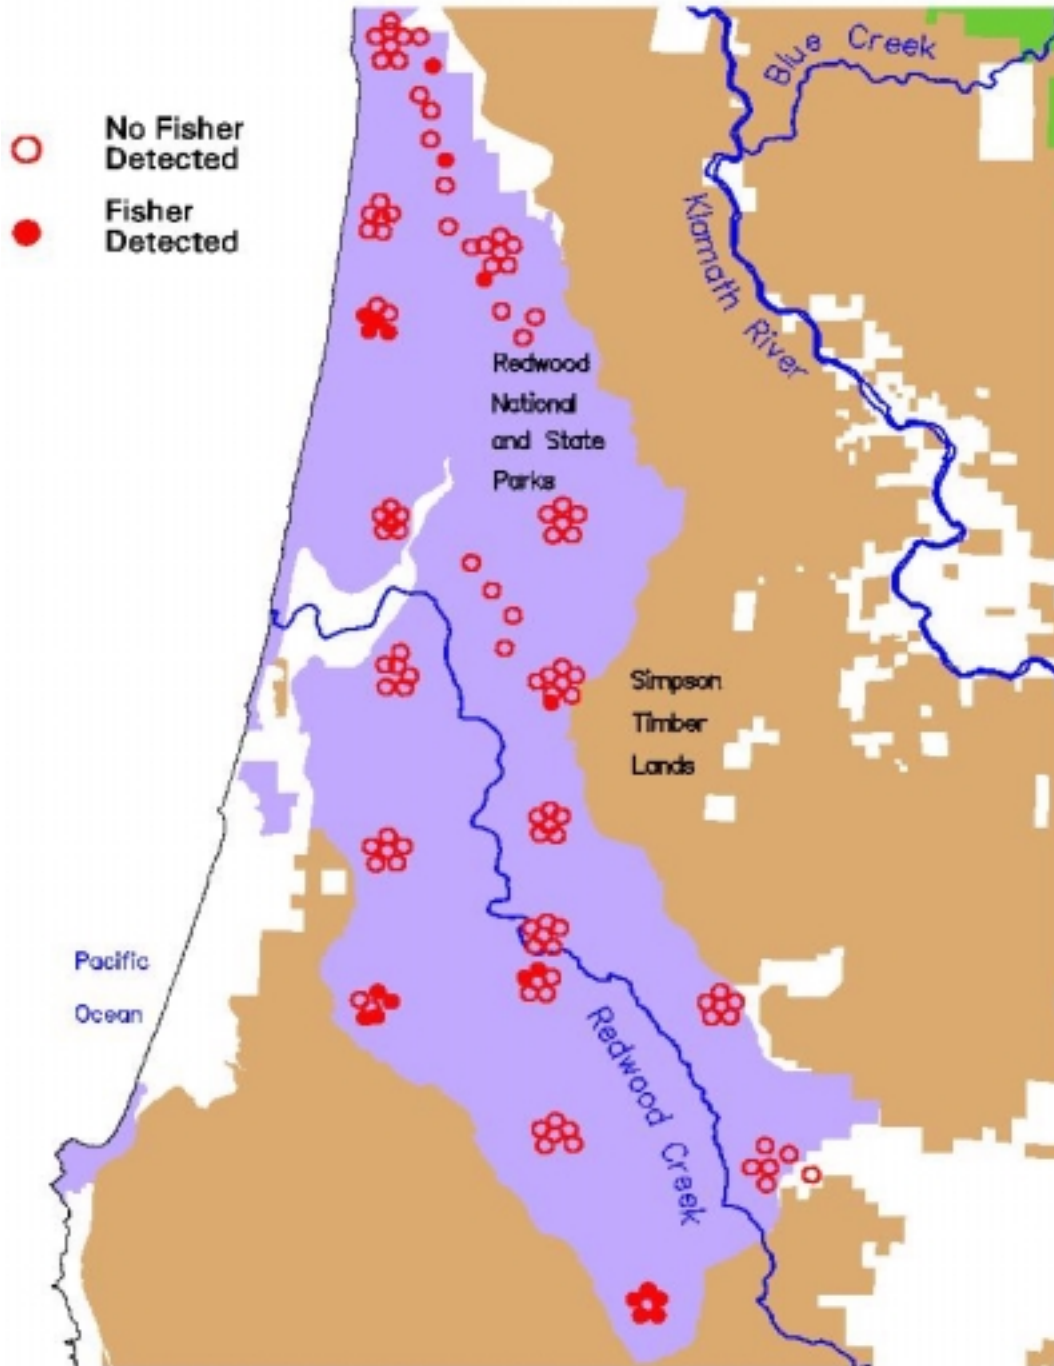 No Fisher
Detected
Fisher
Detected
Blue Creek
Klamath River
Redwood
National
and State
Parks
Simpson
Timber
Lands
Pacific
Ocean
Redwood Creek